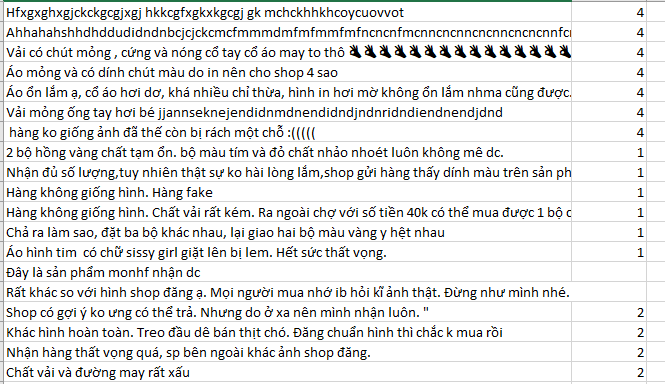 Hfxgxghxgjckckgcgjxgj hkkcgfxgkxkgcgj gk mchckhhkhcoycuovvot 4
Ahhahahshhdhddudidndnbcjcjckcmcfmmmdmfmfmmfmfncncnfmcnncncnncncnncncncnnfcn 4
Vải có chút mỏng , cứng và nóng cổ tay cổ áo may to thô 4
Áo mỏng và có dính chút màu do in nên cho shop 4 sao 4
Áo ổn lắm ạ, cổ áo hơi dơ, khá nhiều chỉ thừa, hình in hơi mờ không ổn lắm nhma cũng được. 4
Vải mỏng ống tay hơi bé jjannseknejendidnmdnendidndjndnridndiendnendjdnd 4
hàng ko giống ảnh đã thế còn bị rách một chỗ :((((( 4
2 bộ hồng vàng chất tạm ổn. bộ màu tím và đỏ chất nhảo nhoét luôn không mê dc. 1
Nhận đủ số lượng,tuy nhiên thật sự ko hài lòng lắm,shop gửi hàng thấy dính màu trên sản ph 1
Hàng không giống hình. Hàng fake 1
Hàng không giống hình. Chất vải rất kém. Ra ngoài chợ với số tiền 40k có thể mua được 1 bộ c 1
Chả ra làm sao, đặt ba bộ khác nhau, lại giao hai bộ màu vàng y hệt nhau 1
Áo hình tim có chữ sissy girl giặt lên bị lem. Hết sức thất vọng. 1
Đây là sản phẩm monhf nhận dc
Rất khác so với hình shop đăng ạ. Mọi người mua nhớ ib hỏi kĩ ảnh thật. Đừng như mình nhé.
Shop có gợi ý ko ưng có thể trả. Nhưng do ở xa nên mình nhận luôn. " 2
Khác hình hoàn toàn. Treo đầu dê bán thịt chó. Đăng chuẩn hình thì chắc k mua rồi 2
Nhận hàng thất vọng quá, sp bên ngoài khác ảnh shop đăng. 2
Chất vải và đường may rất xấu 2